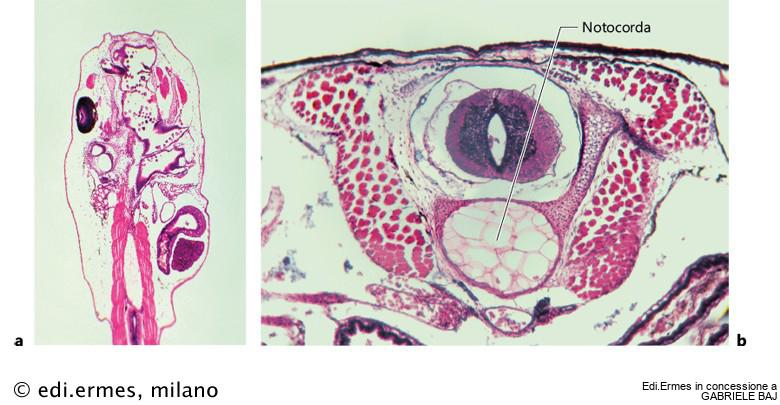 Notocorda
a
b
© edi.ermes, milano
Edi.Ermes in concessione a
GABRIELE BAJ